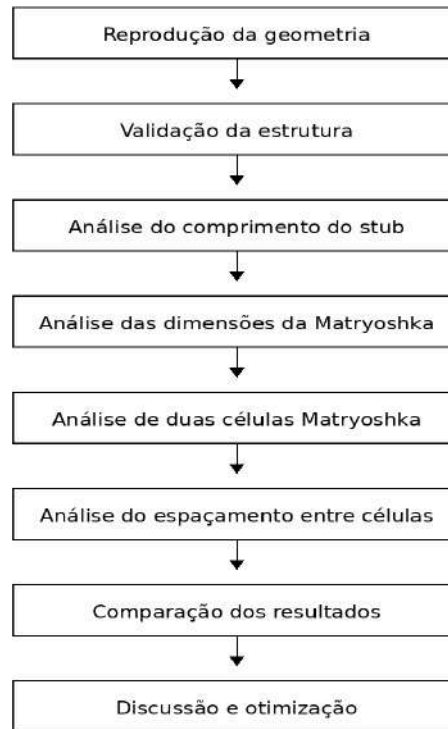 Reprodução da geometria
Validação da estrutura
Análise do comprimento do stub
Análise das dimensões da Matryoshka
Análise de duas células Matryoshka
Análise do espaçamento entre células
Comparação dos resultados
Discussão e otimização